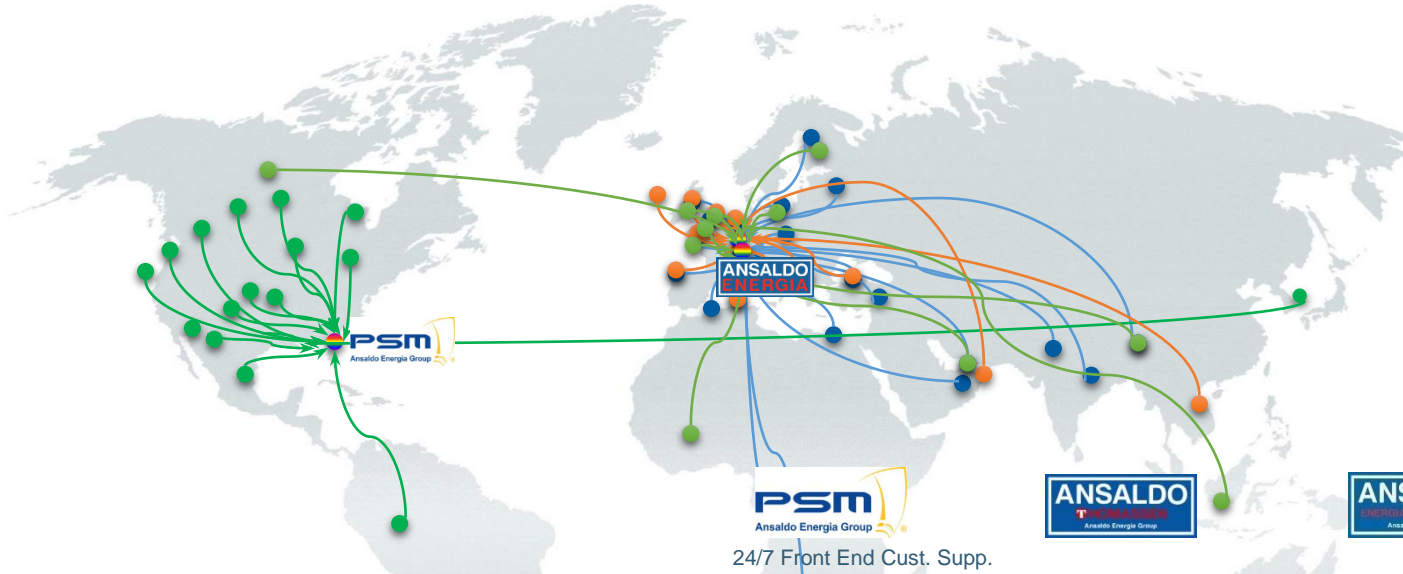 ANSALDO
ENERGIA
PSM
Ansaldo Energia Group
PSM
Ansaldo Energia Group
24/7 Front End Cust. Supp.
ANSALDO
THOMASSEN
Ansaldo Energia Group